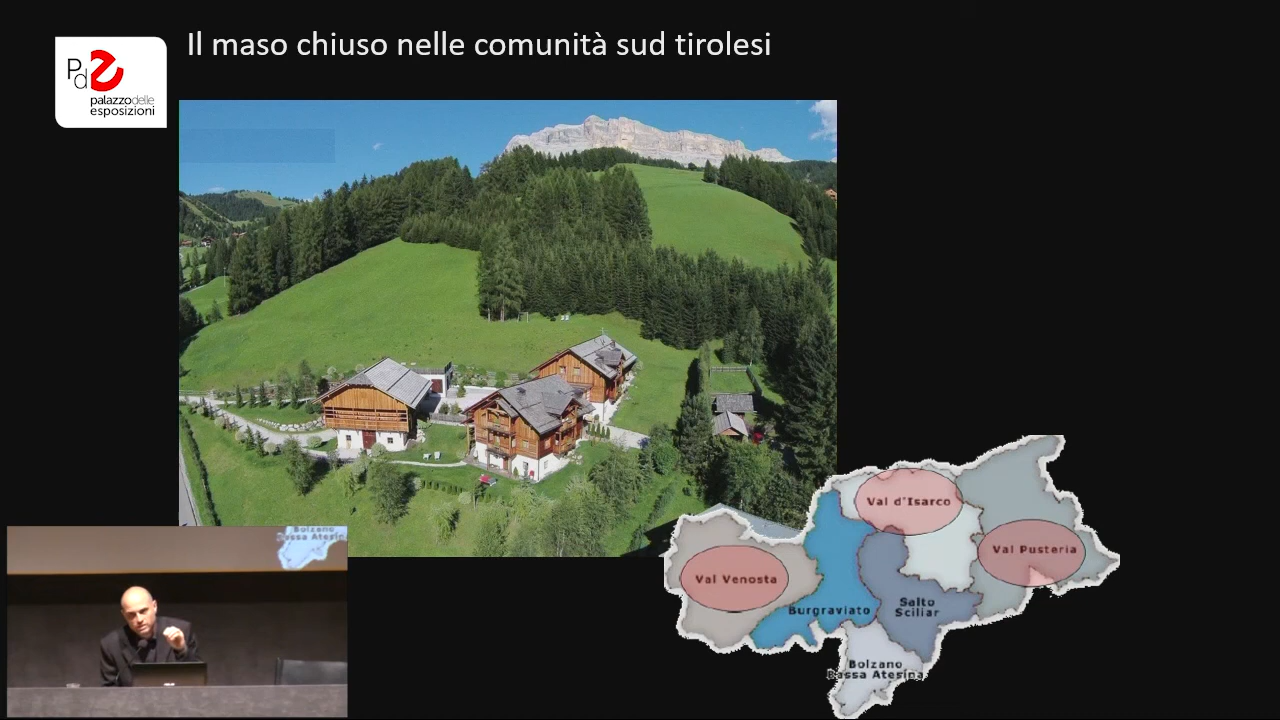 Il maso chiuso nelle comunità sud tirolesi
PdE
palazzodelle
esposizioni
Val d'Isarco
Val Pusteria
Val Venosta
Burgraviato
Salto
Sciliar
Bolzano
Bassa Atesina
Bolzano
Bassa Atesina